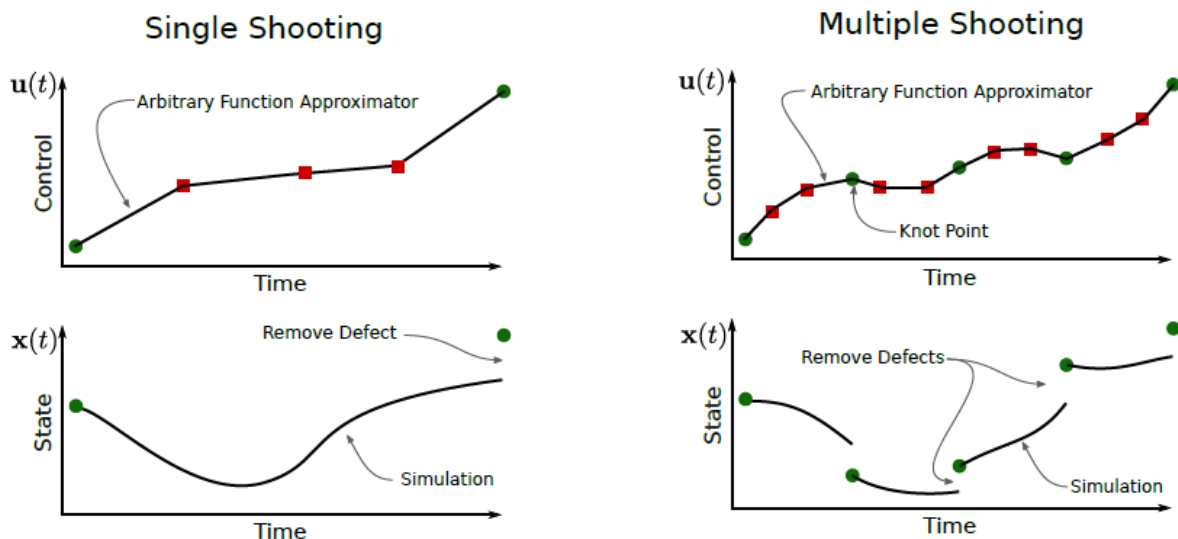 Single Shooting
u(t)
Arbitrary Function Approximator
Control
Time
x(t)
Remove Defect
State
Simulation
Time
Multiple Shooting
u(t)
Arbitrary Function Approximator
Control
Knot Point
Time
x(t)
Remove Defects
State
Simulation
Time